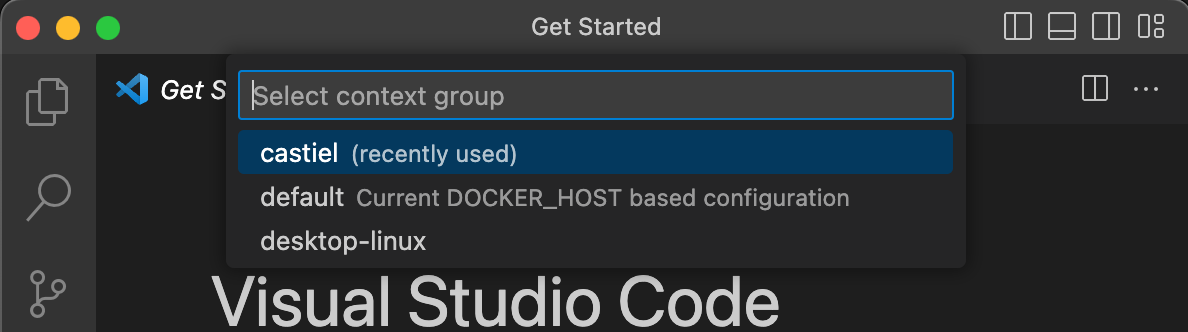 Get Started
Get S
Select context group
castiel (recently used)
default Current DOCKER_HOST based configuration
desktop-linux
Visual Studio Code